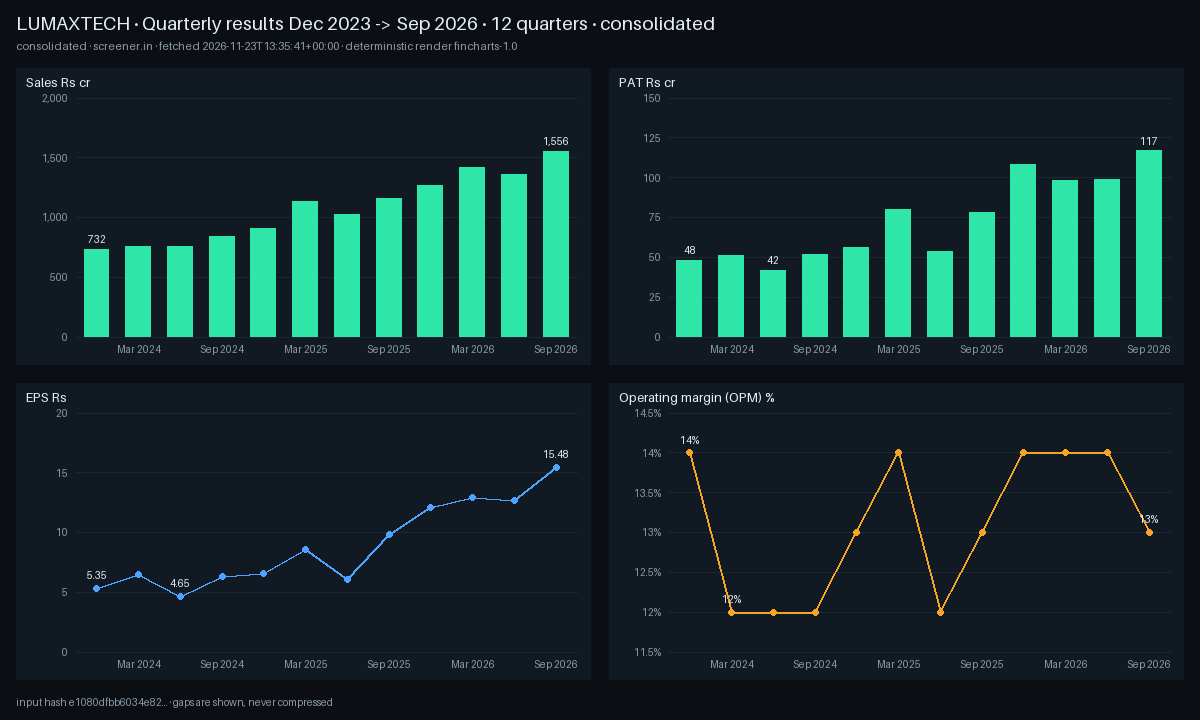 LUMAXTECH · Quarterly results Dec 2023 -> Sep 2026 · 12 quarters · consolidated
consolidated · screener.in · fetched 2026-11-23T13:35:41+00:00 · deterministic render fincharts-1.0
Sales Rs cr
2,000
1,500
1,000
500
0
732
1,556
Mar 2024
Sep 2024
Mar 2025
Sep 2025
Mar 2026
Sep 2026
PAT Rs cr
150
125
100
75
50
25
0
48
42
117
Mar 2024
Sep 2024
Mar 2025
Sep 2025
Mar 2026
Sep 2026
EPS Rs
20
15
10
5
0
5.35
4.65
15.48
Mar 2024
Sep 2024
Mar 2025
Sep 2025
Mar 2026
Sep 2026
Operating margin (OPM) %
14.5%
14%
13.5%
13%
12.5%
12%
11.5%
14%
12%
13%
Mar 2024
Sep 2024
Mar 2025
Sep 2025
Mar 2026
Sep 2026
input hash e1080dfbb6034e82… · gaps are shown, never compressed